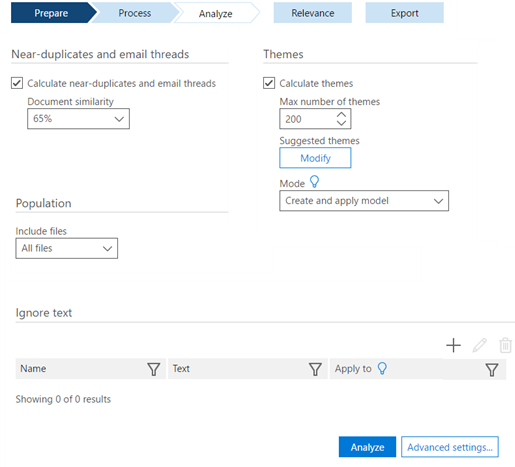 Prepare Process Analyze Relevance Export
Near-duplicates and email threads
Calculate near-duplicates and email threads
Document similarity
65%
Themes
Calculate themes
Max number of themes
200
Suggested themes
Modify
Mode
Create and apply model
Population
Include files
All files
Ignore text
Name Text Apply to
Showing 0 of 0 results
Analyze Advanced settings...